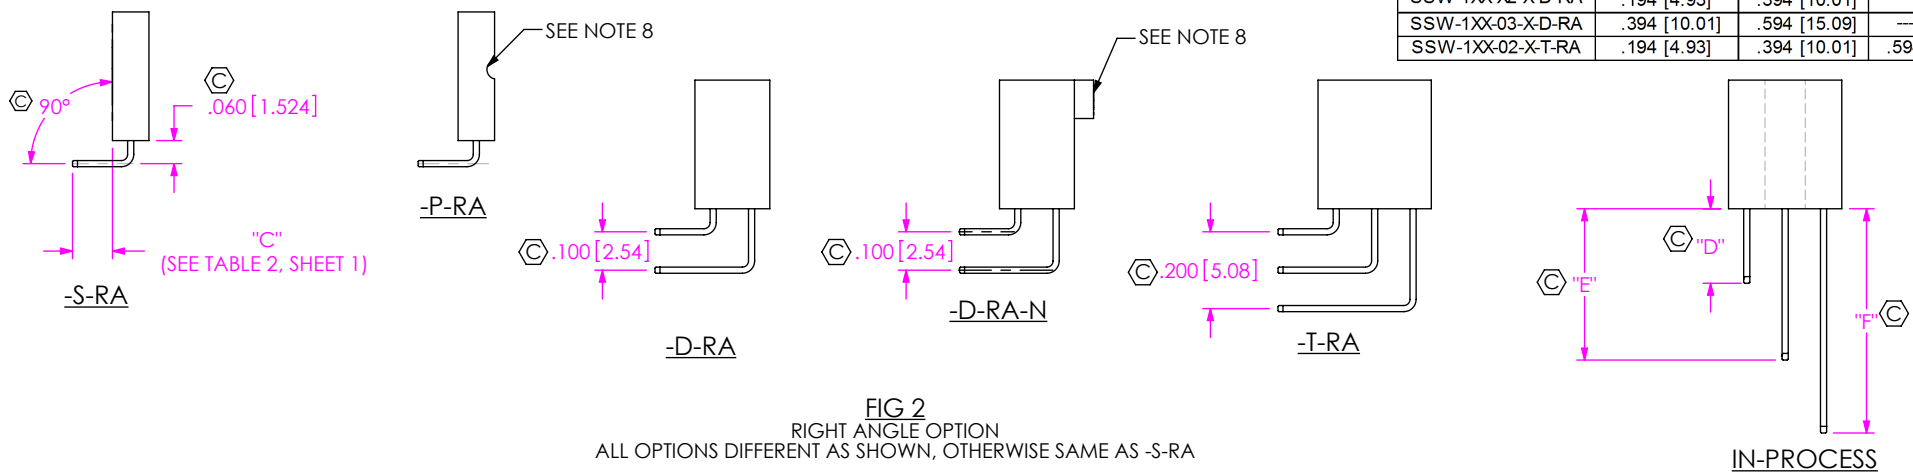 SSW-1XX-03-X-D-RA .394 [10.01] .594 [15.09]
SSW-1XX-02-X-T-RA .194 [4.93] .394 [10.01]
SEE NOTE 8
SEE NOTE 8
C
C 90°
.060 [1.524]
"C"
(SEE TABLE 2, SHEET 1)
-S-RA
-P-RA
C .100 [2.54]
-D-RA
C .100 [2.54]
-D-RA-N
C .200 [5.08]
-T-RA
C "D"
C "E"
"F" C
IN-PROCESS
FIG 2
RIGHT ANGLE OPTION
ALL OPTIONS DIFFERENT AS SHOWN, OTHERWISE SAME AS -S-RA